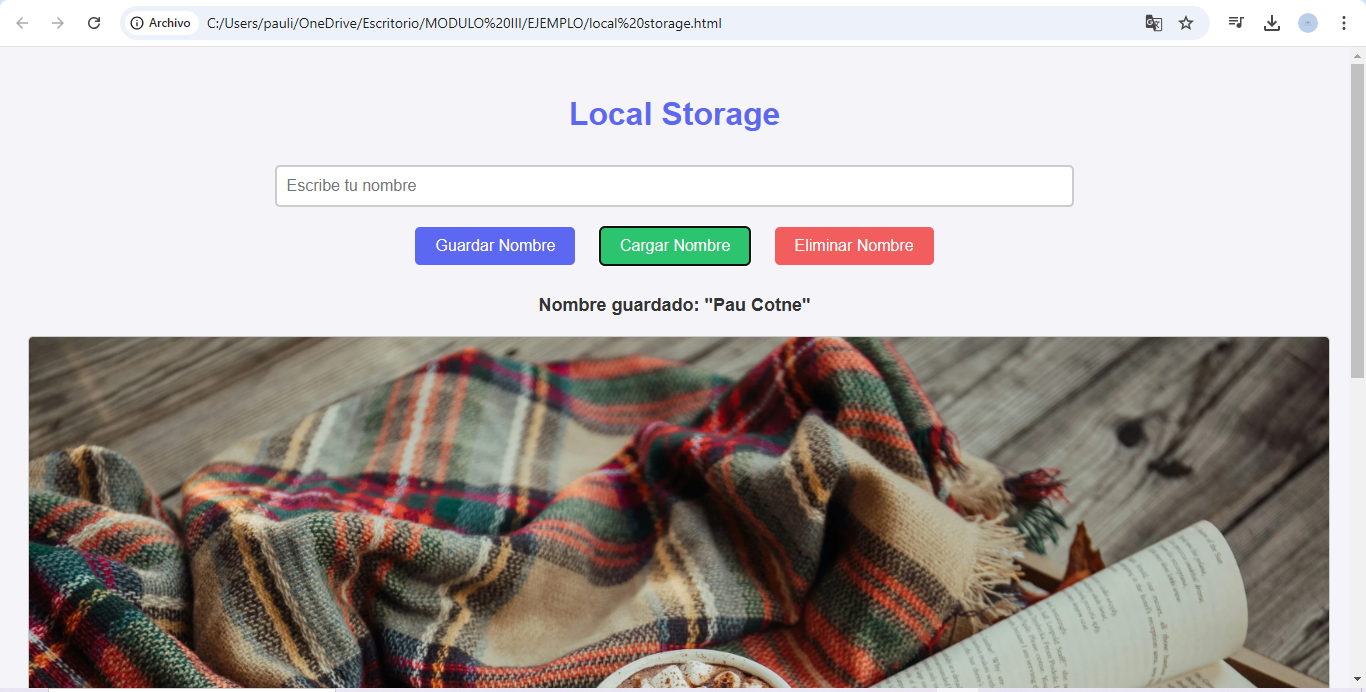 Archivo C:/Users/pauli/OneDrive/Escritorio/MODULO%20III/EJEMPLO/local%20storage.html
Local Storage
Escribe tu nombre
Guardar Nombre Cargar Nombre Eliminar Nombre
Nombre guardado: "Pau Cotne"